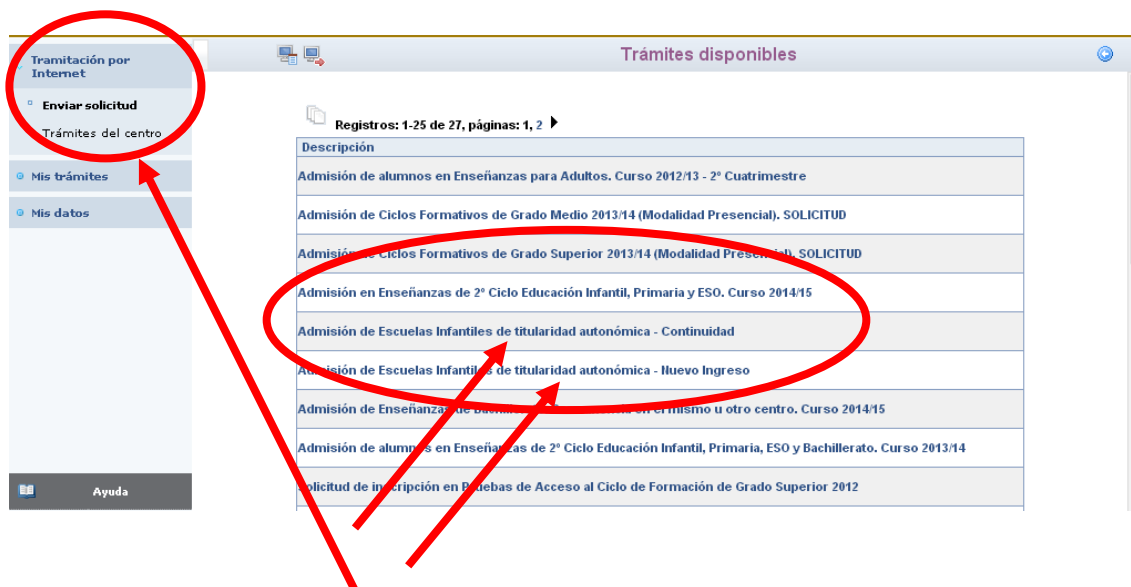 Tramitación por
Internet
Enviar solicitud
Trámites del centro
Mis trámites
Mis datos
Ayuda
Trámites disponibles
Registros: 1-25 de 27, páginas: 1, 2
Descripción
Admisión de alumnos en Enseñanzas para Adultos. Curso 2012/13 - 2º Cuatrimestre
Admisión de Ciclos Formativos de Grado Medio 2013/14 (Modalidad Presencial). SOLICITUD
Admisión de Ciclos Formativos de Grado Superior 2013/14 (Modalidad Presencial). SOLICITUD
Admisión en Enseñanzas de 2º Ciclo Educación Infantil, Primaria y ESO. Curso 2014/15
Admisión de Escuelas Infantiles de titularidad autonómica - Continuidad
Admisión de Escuelas Infantiles de titularidad autonómica - Nuevo Ingreso
Admisión de Enseñanzas de en el mismo u otro centro. Curso 2014/15
Admisión de alumnos en Enseñanzas de 2º Ciclo Educación Infantil, Primaria, ESO y Bachillerato. Curso 2013/14
Solicitud de inscripción en Pruebas de Acceso al Ciclo de Formación de Grado Superior 2012